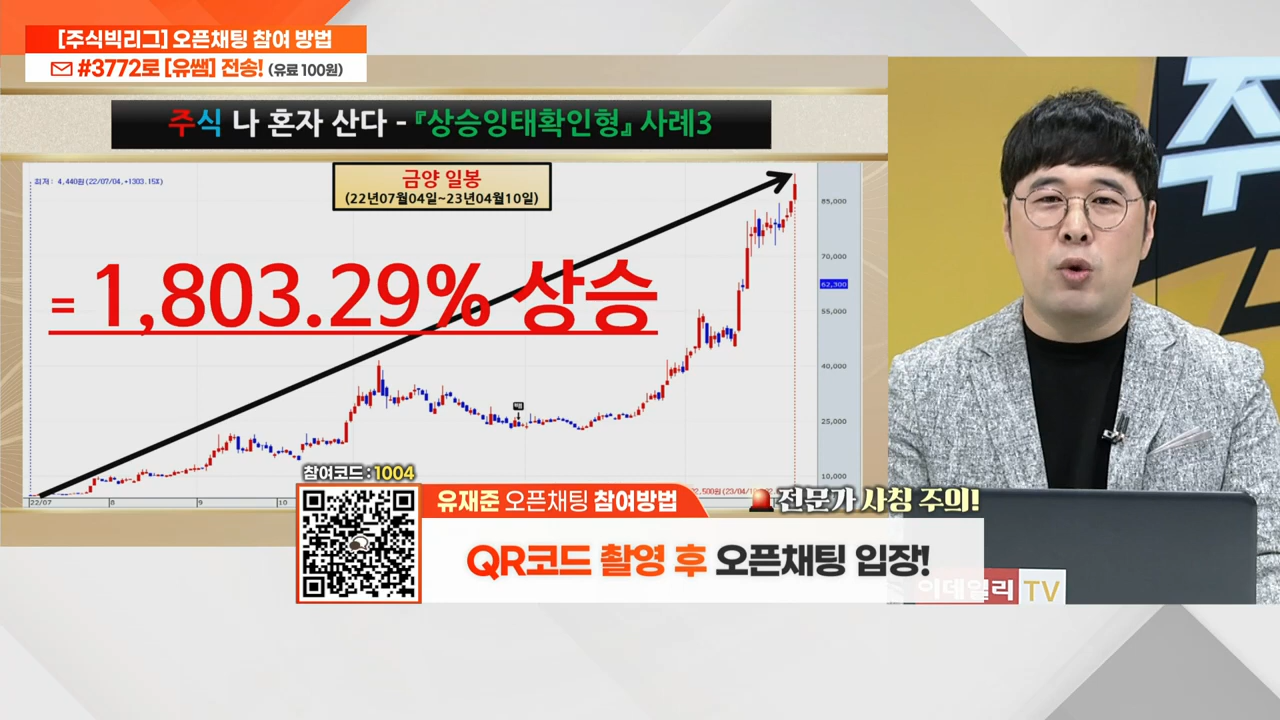 [주식빅리그] 오픈채팅 참여 방법
#3772로 [유쌤] 전송! (유료 100원)
주식 나 혼자 산다 - 『상승잉태확인형』 사례3
최저: 4,440원(22/07/04,+1303.15%)
금양 일봉
(22년07월04일~23년04월10일)
= 1,803.29% 상승
85,000
70,000
62,300
55,000
40,000
25,000
10,000
22/07
8
9
10
참여코드 : 1004
유재준 오픈채팅 참여방법
전문가 사칭 주의!
QR코드 촬영 후 오픈채팅 입장!
이데일리 TV
주